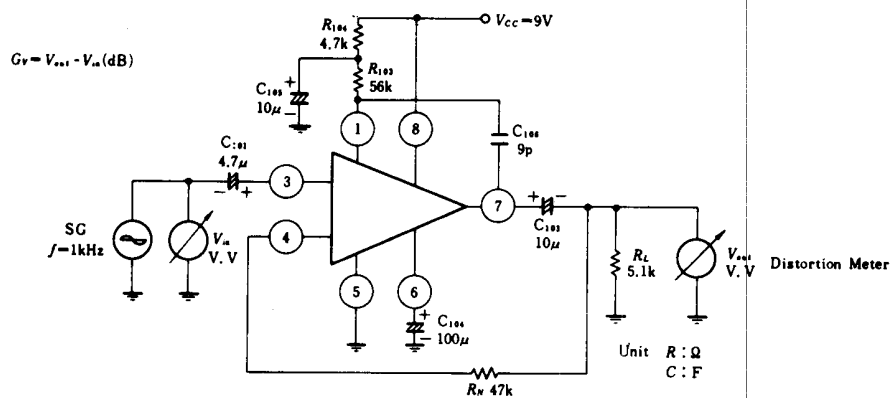 Gv = Vout - Vin (dB)
VCC = 9V
R104
4.7k
R103
56k
C105
10μ
+
−
1
8
C106
9p
C101
4.7μ
− +
3
4
7
5
6
SG
f=1kHz
Vin
V.V
+ −
C103
10μ
RL
5.1k
Vout
V.V
Distortion Meter
+
−
C104
100μ
RN 47k
Unit R : Ω
C : F